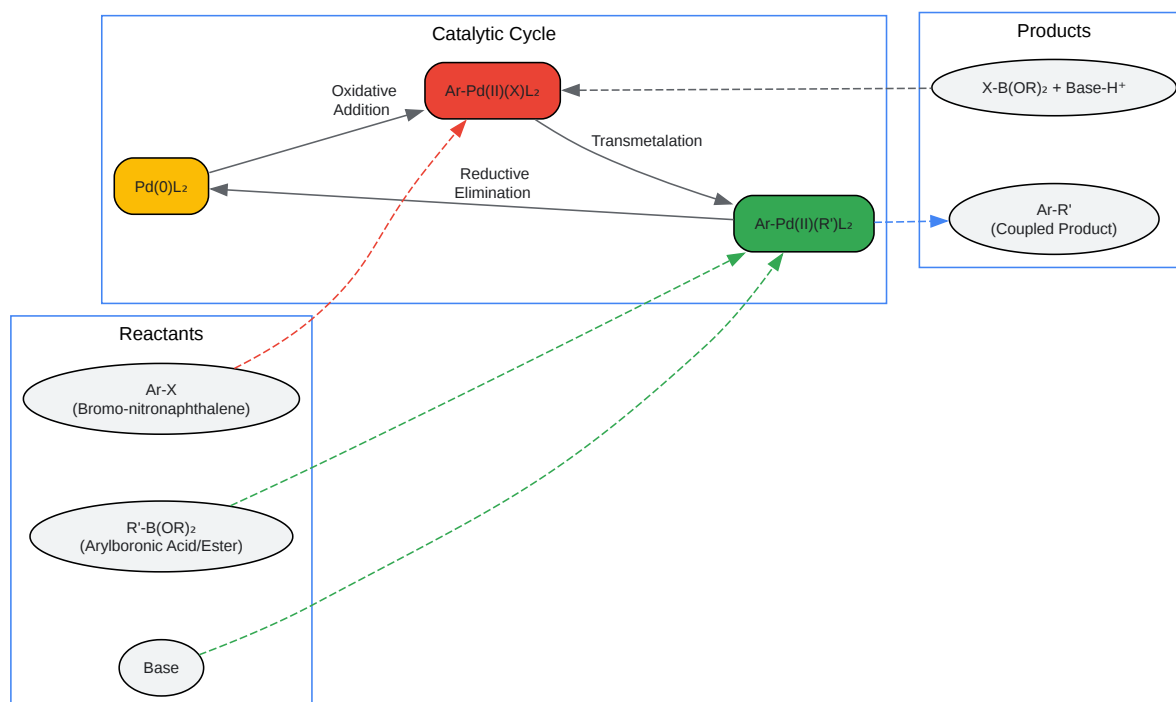 Catalytic Cycle
Oxidative
Addition
Ar-Pd(II)(X)L₂
Transmetalation
Pd(0)L₂
Reductive
Elimination
Ar-Pd(II)(R')L₂
Products
X-B(OR)₂ + Base-H⁺
Ar-R'
(Coupled Product)
Reactants
Ar-X
(Bromo-nitronaphthalene)
R'-B(OR)₂
(Arylboronic Acid/Ester)
Base